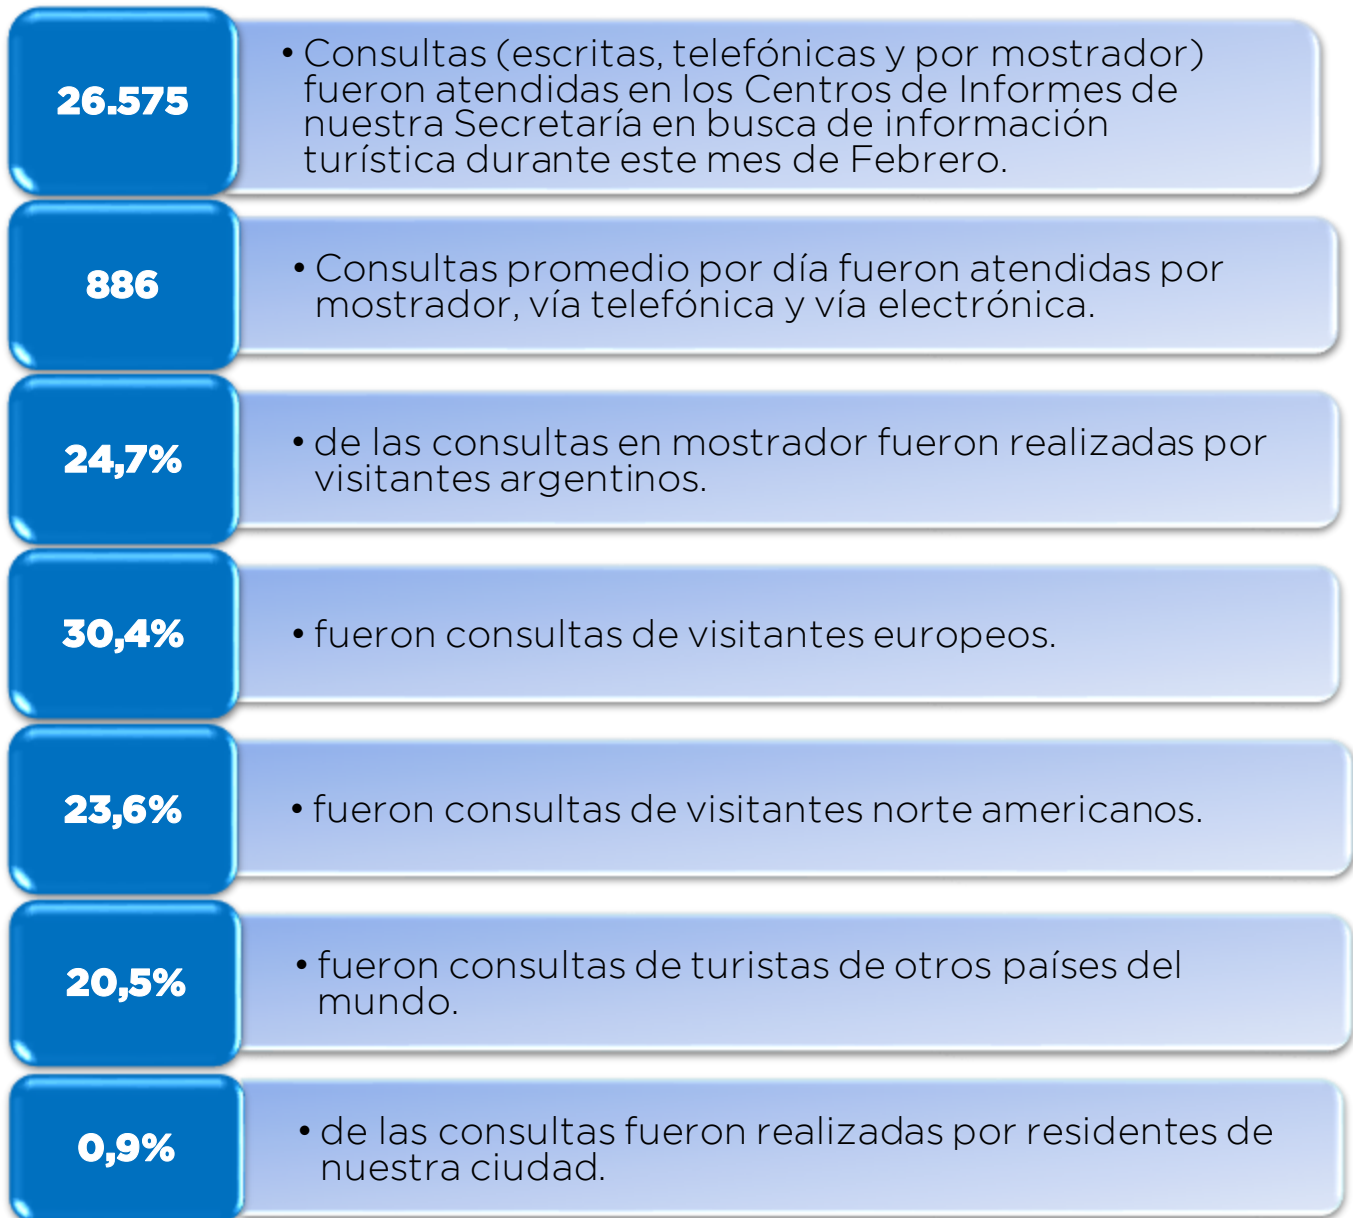 26.575
• Consultas (escritas, telefónicas y por mostrador)
fueron atendidas en los Centros de Informes de
nuestra Secretaría en busca de información
turística durante este mes de Febrero.
886
• Consultas promedio por día fueron atendidas por
mostrador, vía telefónica y vía electrónica.
24,7%
• de las consultas en mostrador fueron realizadas por
visitantes argentinos.
30,4%
• fueron consultas de visitantes europeos.
23,6%
• fueron consultas de visitantes norte americanos.
20,5%
• fueron consultas de turistas de otros países del
mundo.
0,9%
• de las consultas fueron realizadas por residentes de
nuestra ciudad.